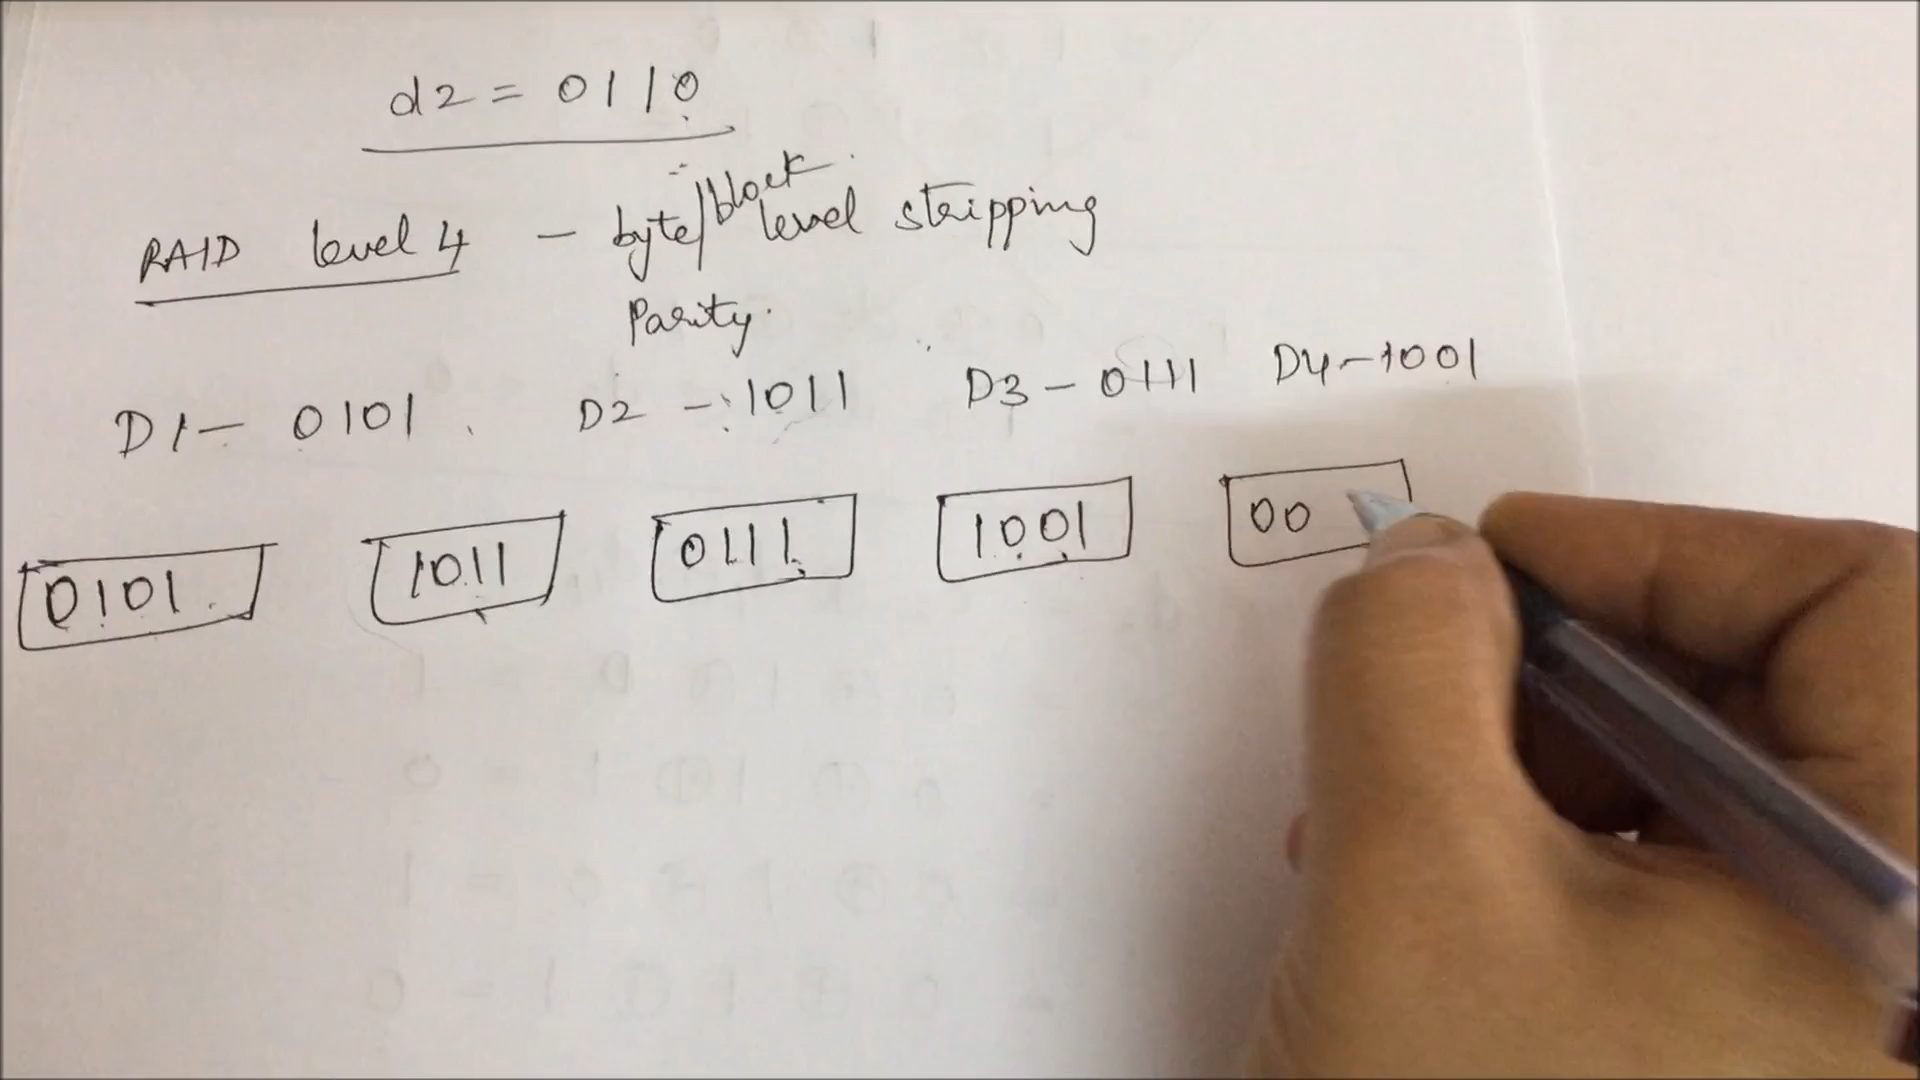 d2 = 0110
RAID level 4 - byte/block level stripping
Parity.
D1- 0101 D2 - 1011 D3 - 0111 D4-1001
0101 1011 0111 1001 00